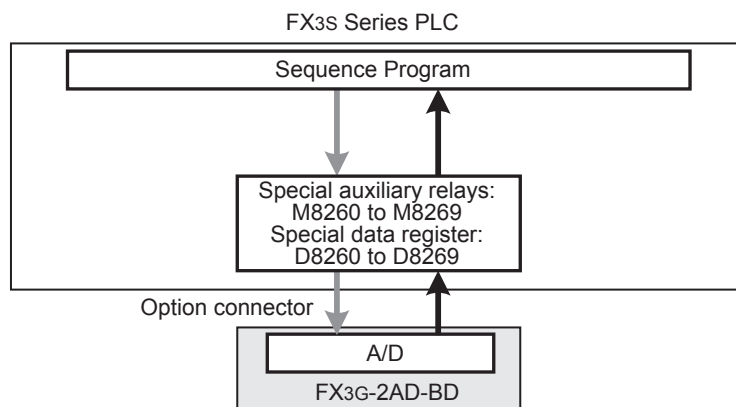 FX3S Series PLC
Sequence Program
Special auxiliary relays:
M8260 to M8269
Special data register:
D8260 to D8269
Option connector
A/D
FX3G-2AD-BD